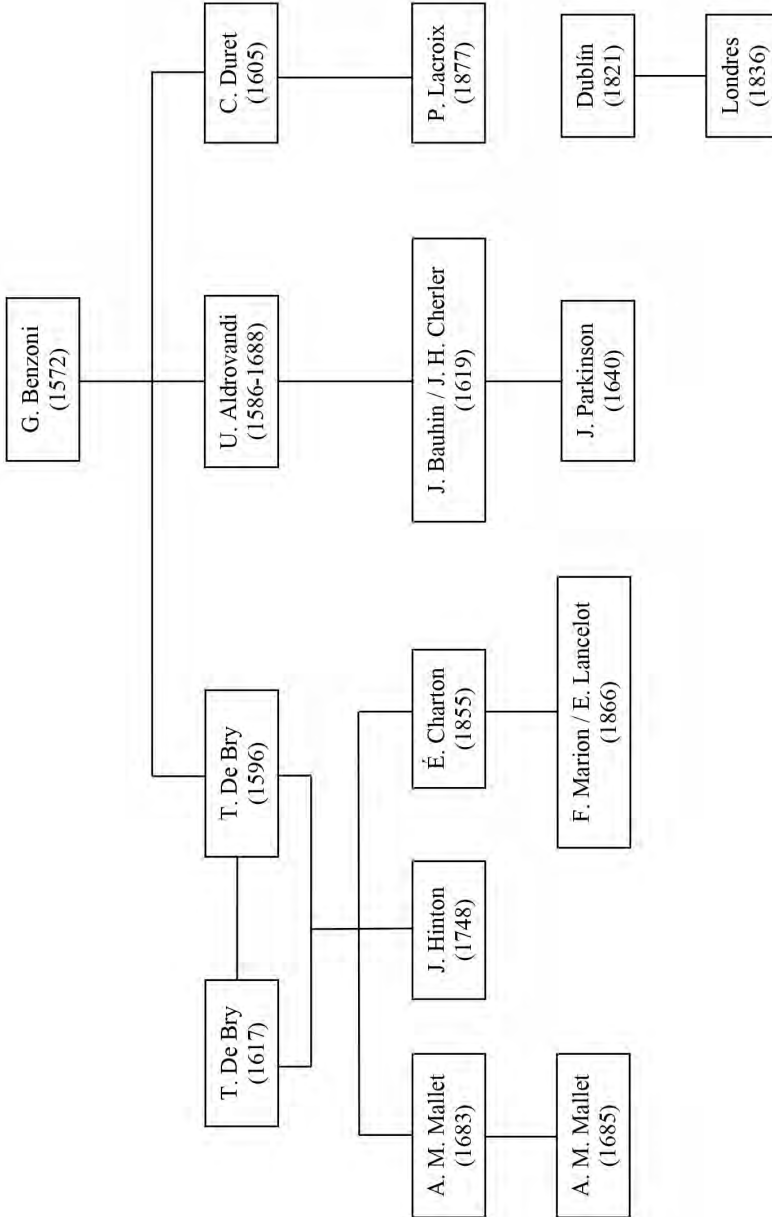 G. Benzoni
(1572)
T. De Bry
(1617)
T. De Bry
(1596)
U. Aldrovandi
(1586-1688)
C. Duret
(1605)
A. M. Mallet
(1683)
J. Hinton
(1748)
É. Charton
(1855)
J. Bauhin / J. H. Cherler
(1619)
P. Lacroix
(1877)
A. M. Mallet
(1685)
F. Marion / E. Lancelot
(1866)
J. Parkinson
(1640)
Dublín
(1821)
Londres
(1836)